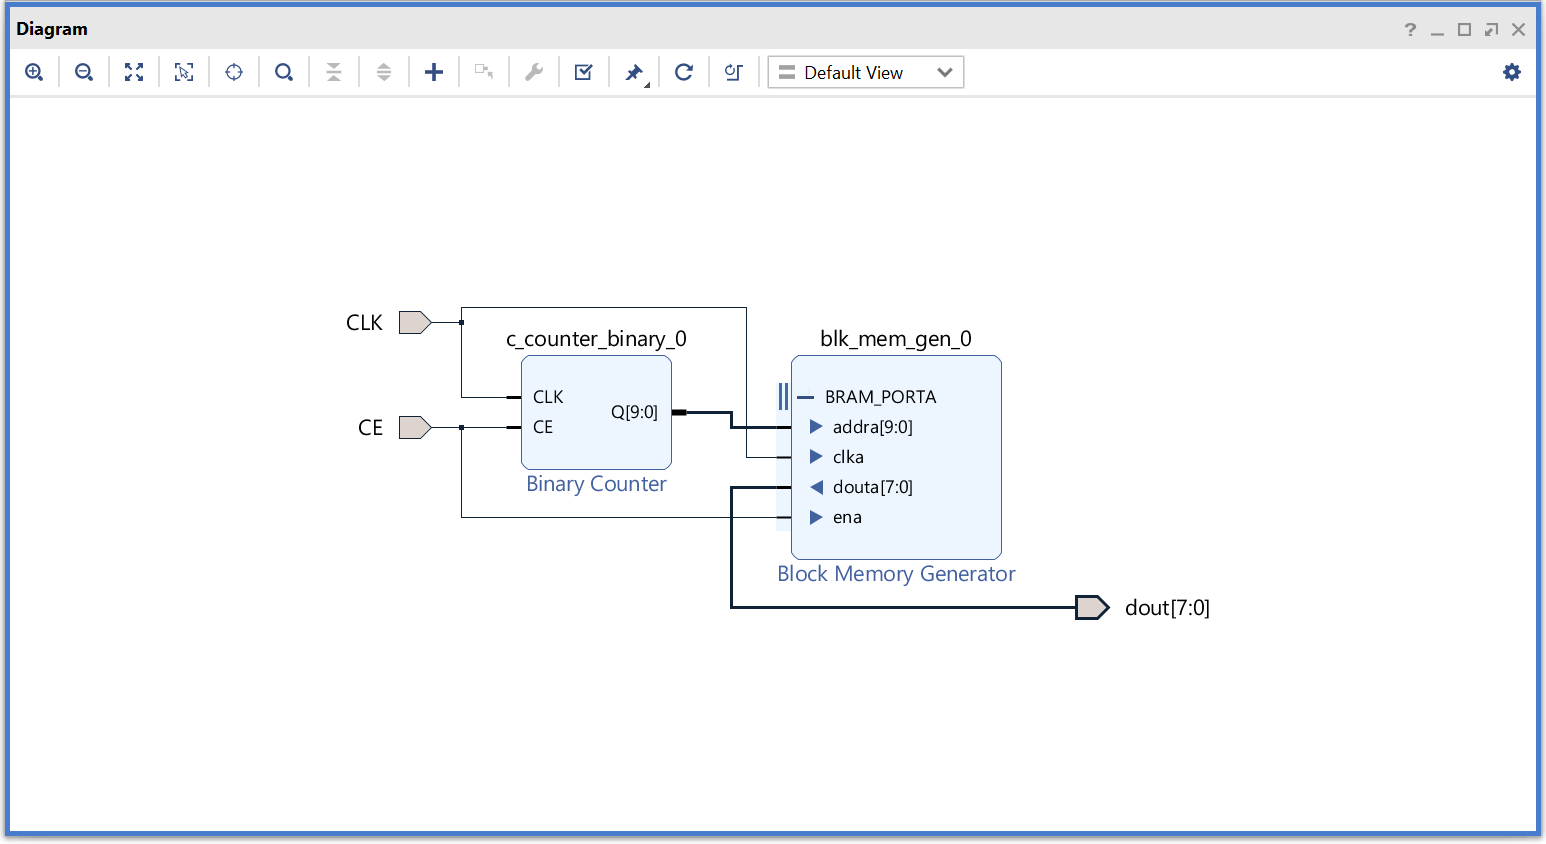 Diagram
Default View
CLK
c_counter_binary_0
blk_mem_gen_0
CLK
Q[9:0]
CE
Binary Counter
CE
BRAM_PORTA
addra[9:0]
clka
douta[7:0]
ena
Block Memory Generator
dout[7:0]